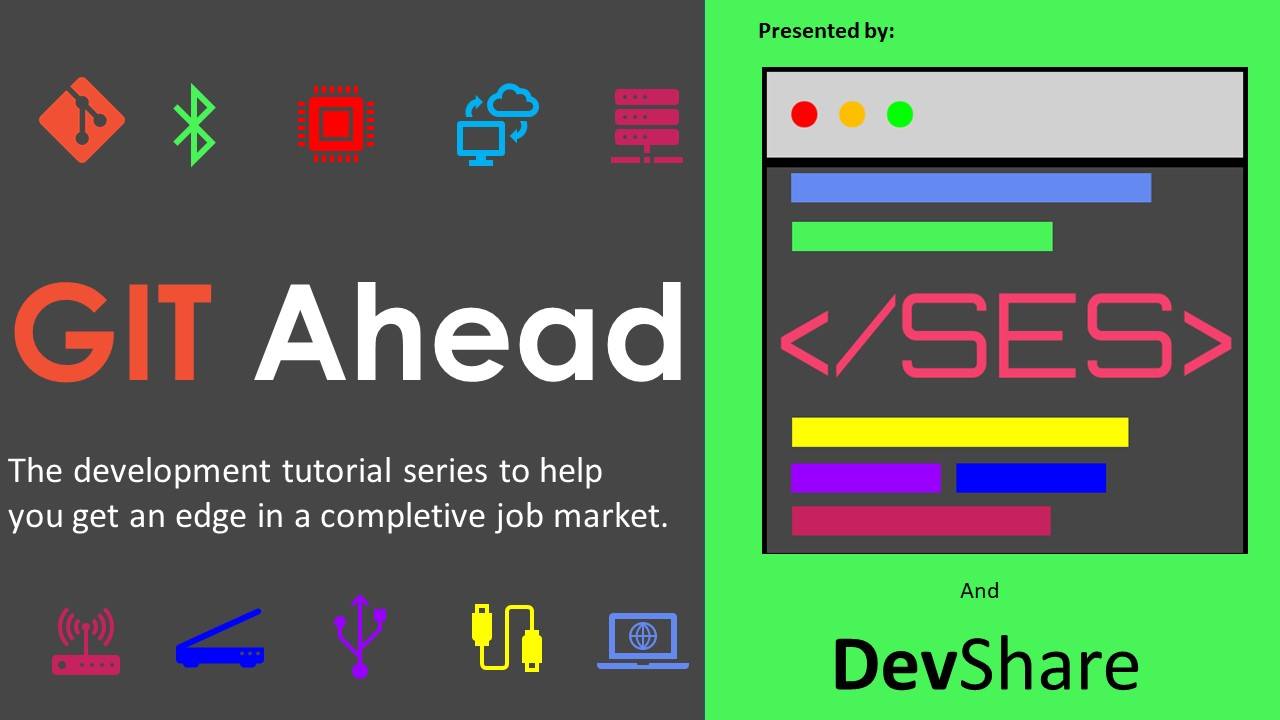 GIT Ahead
The development tutorial series to help
you get an edge in a completive job market.
Presented by:
</SES>
And
DevShare